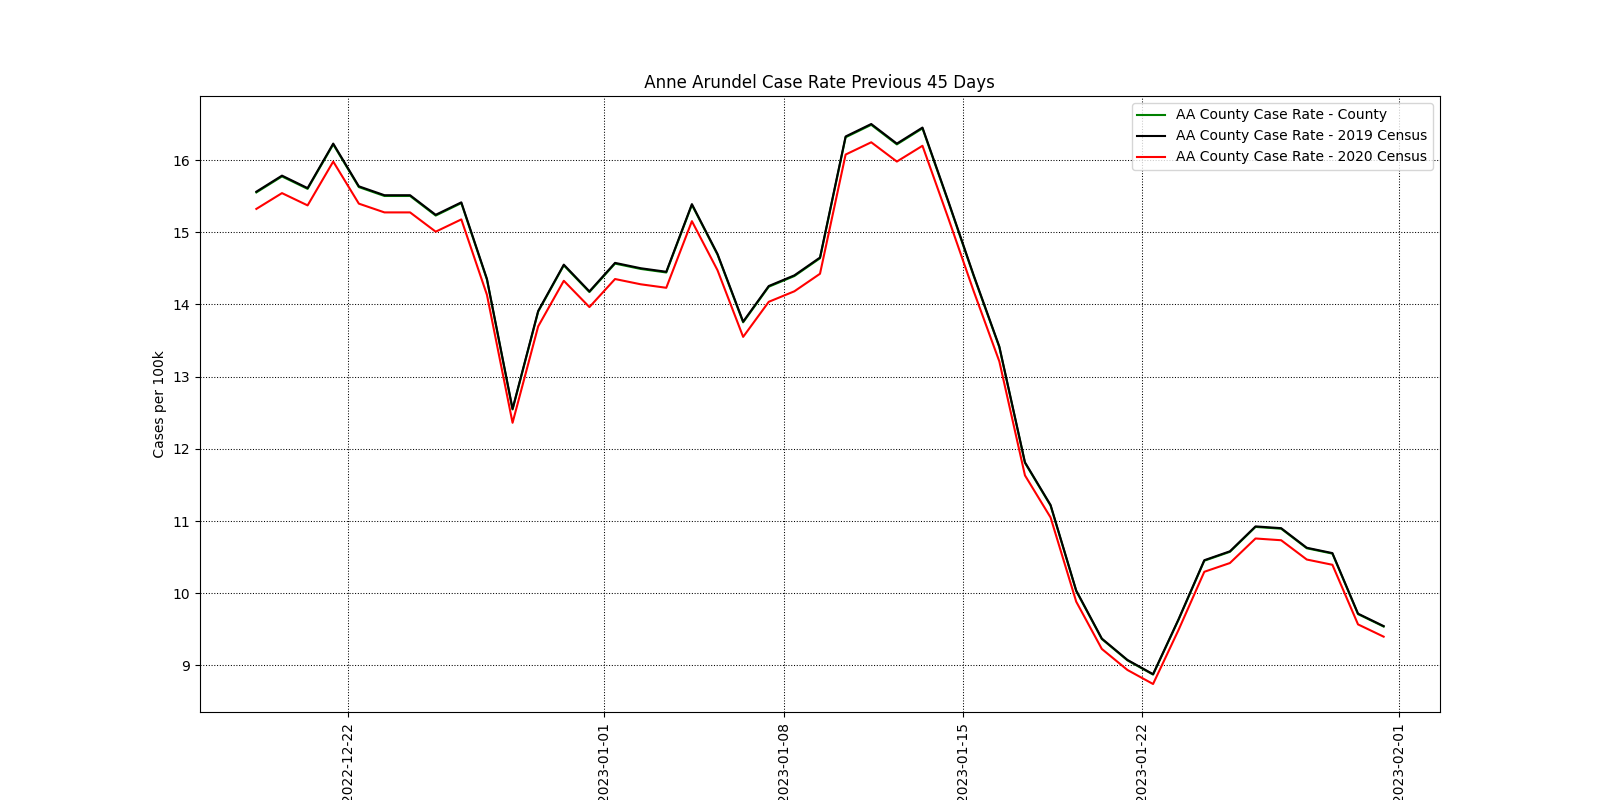 Anne Arundel Case Rate Previous 45 Days
AA County Case Rate - County
AA County Case Rate - 2019 Census
AA County Case Rate - 2020 Census
Cases per 100k
16
15
14
13
12
11
10
9
2022-12-22
2023-01-01
2023-01-08
2023-01-15
2023-01-22
2023-02-01